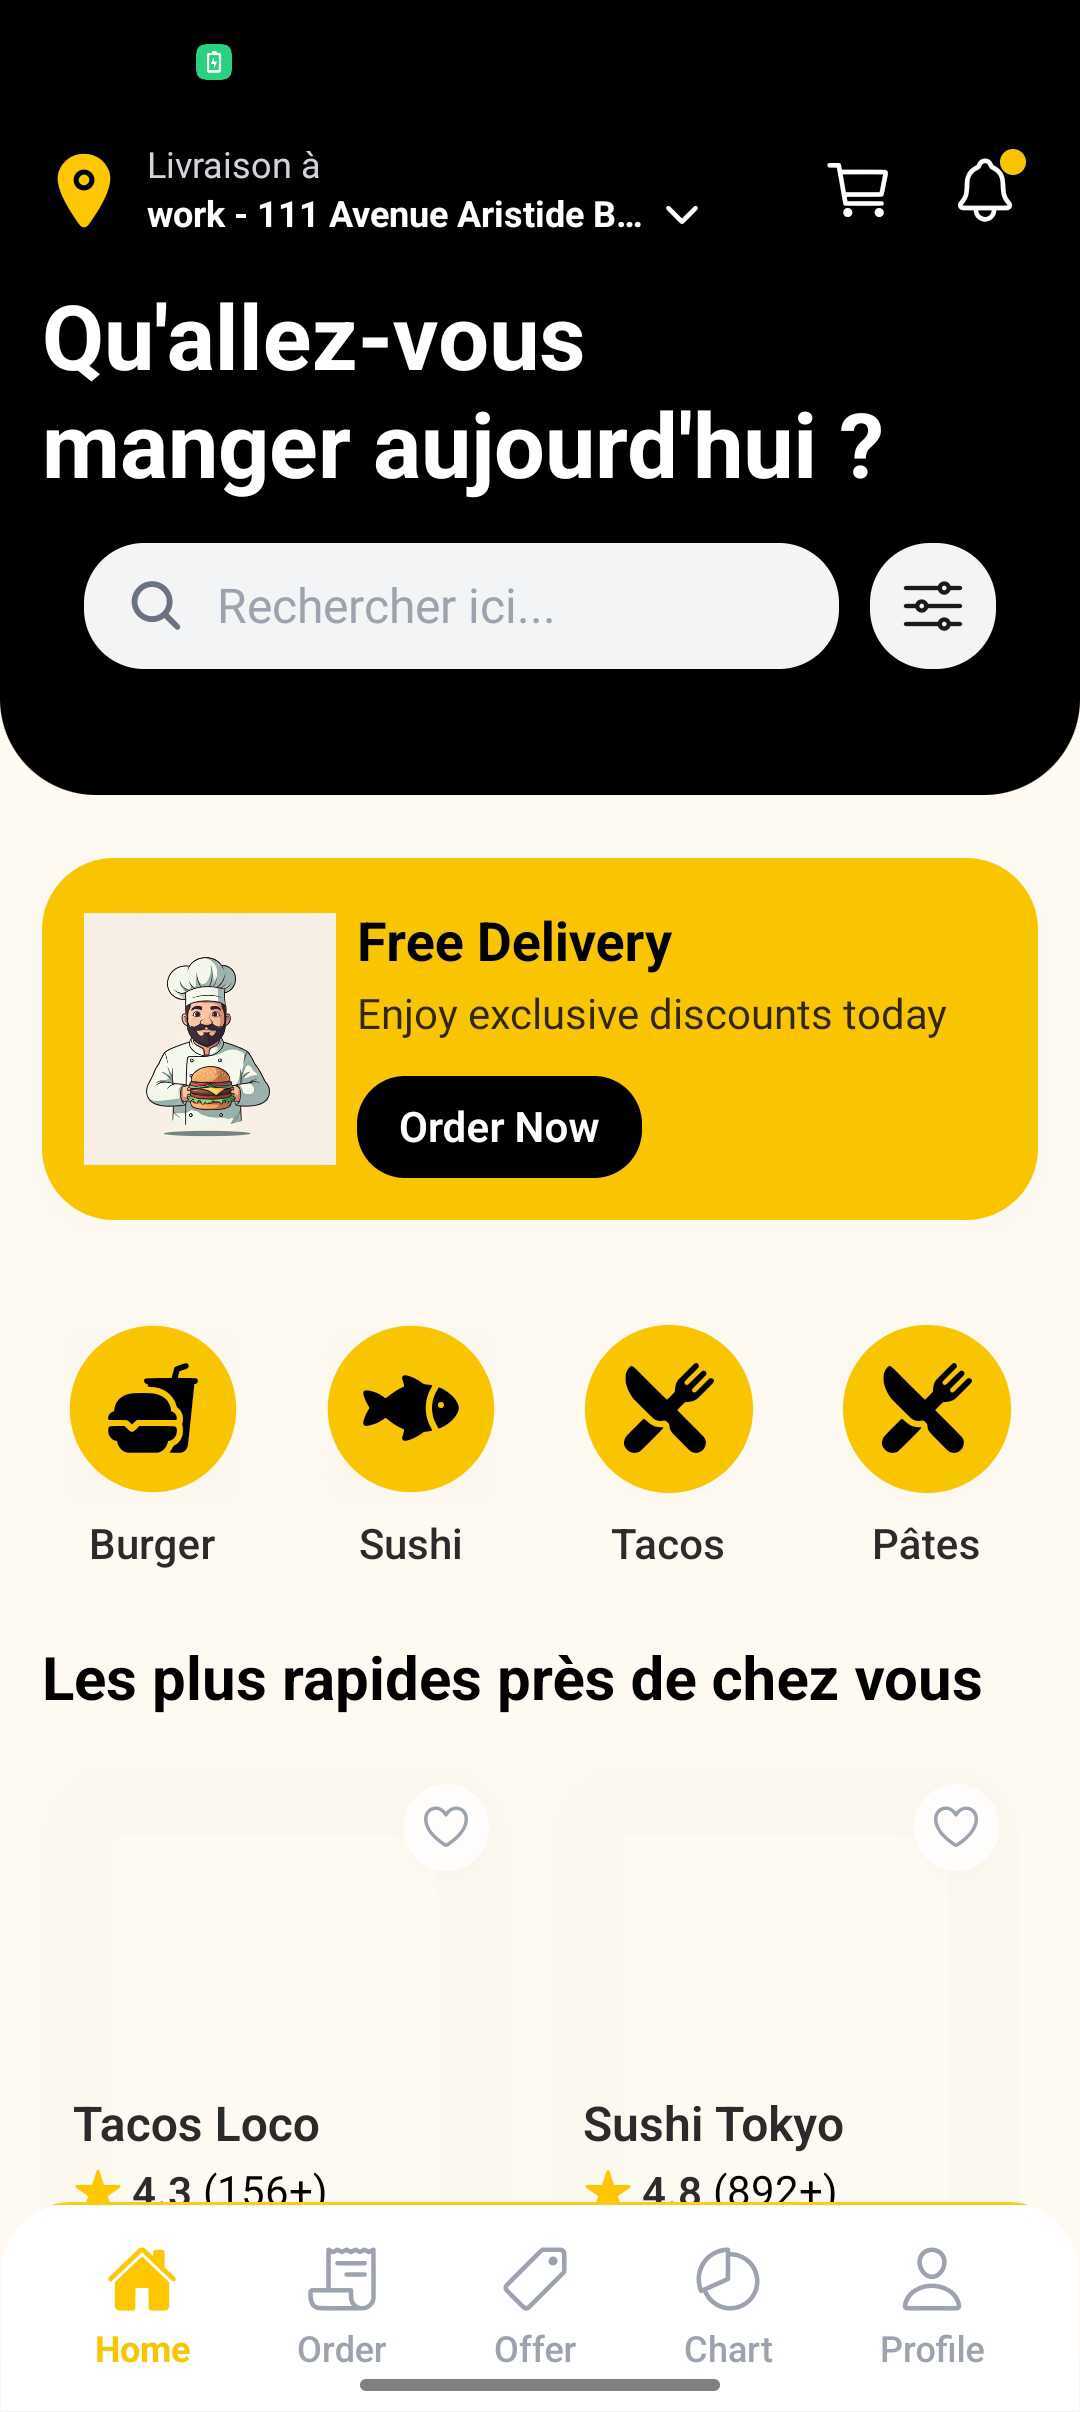 Livraison à
work - 111 Avenue Aristide B...
Qu'allez-vous
manger aujourd'hui ?
Rechercher ici...
Free Delivery
Enjoy exclusive discounts today
Order Now
Burger
Sushi
Tacos
Pâtes
Les plus rapides près de chez vous
Tacos Loco
4.3 (156+)
Sushi Tokyo
4.8 (892+)
Home
Order
Offer
Chart
Profile